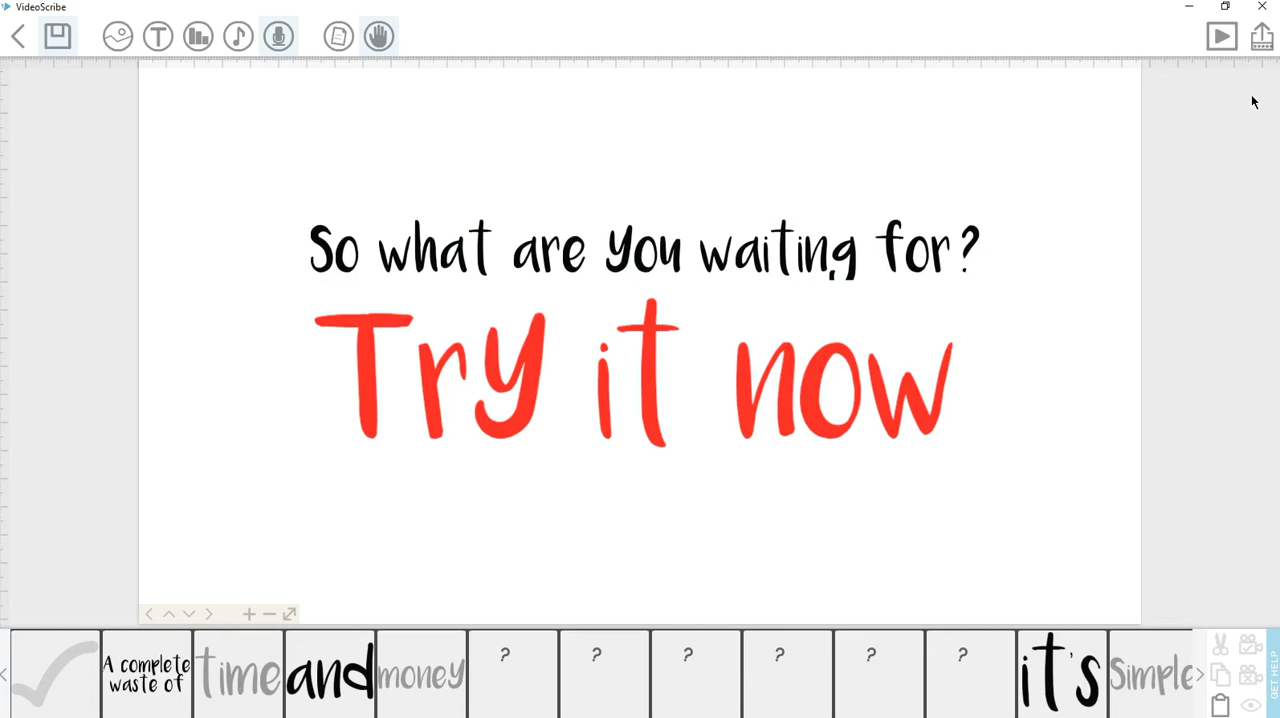 VideoScribe
So what are you waiting for?
Try it now
A complete
waste of
time
and
money
?
?
?
?
?
?
it's
Simple
GET HELP